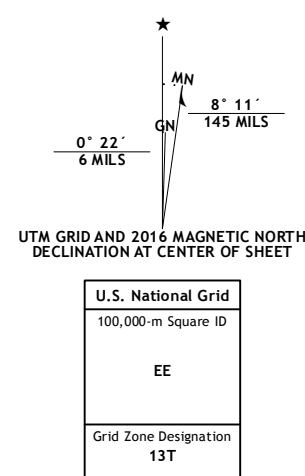 ★
MN
GN
8° 11´
145 MILS
0° 22´
6 MILS
UTM GRID AND 2016 MAGNETIC NORTH
DECLINATION AT CENTER OF SHEET
U.S. National Grid
100,000-m Square ID
EE
Grid Zone Designation
13T